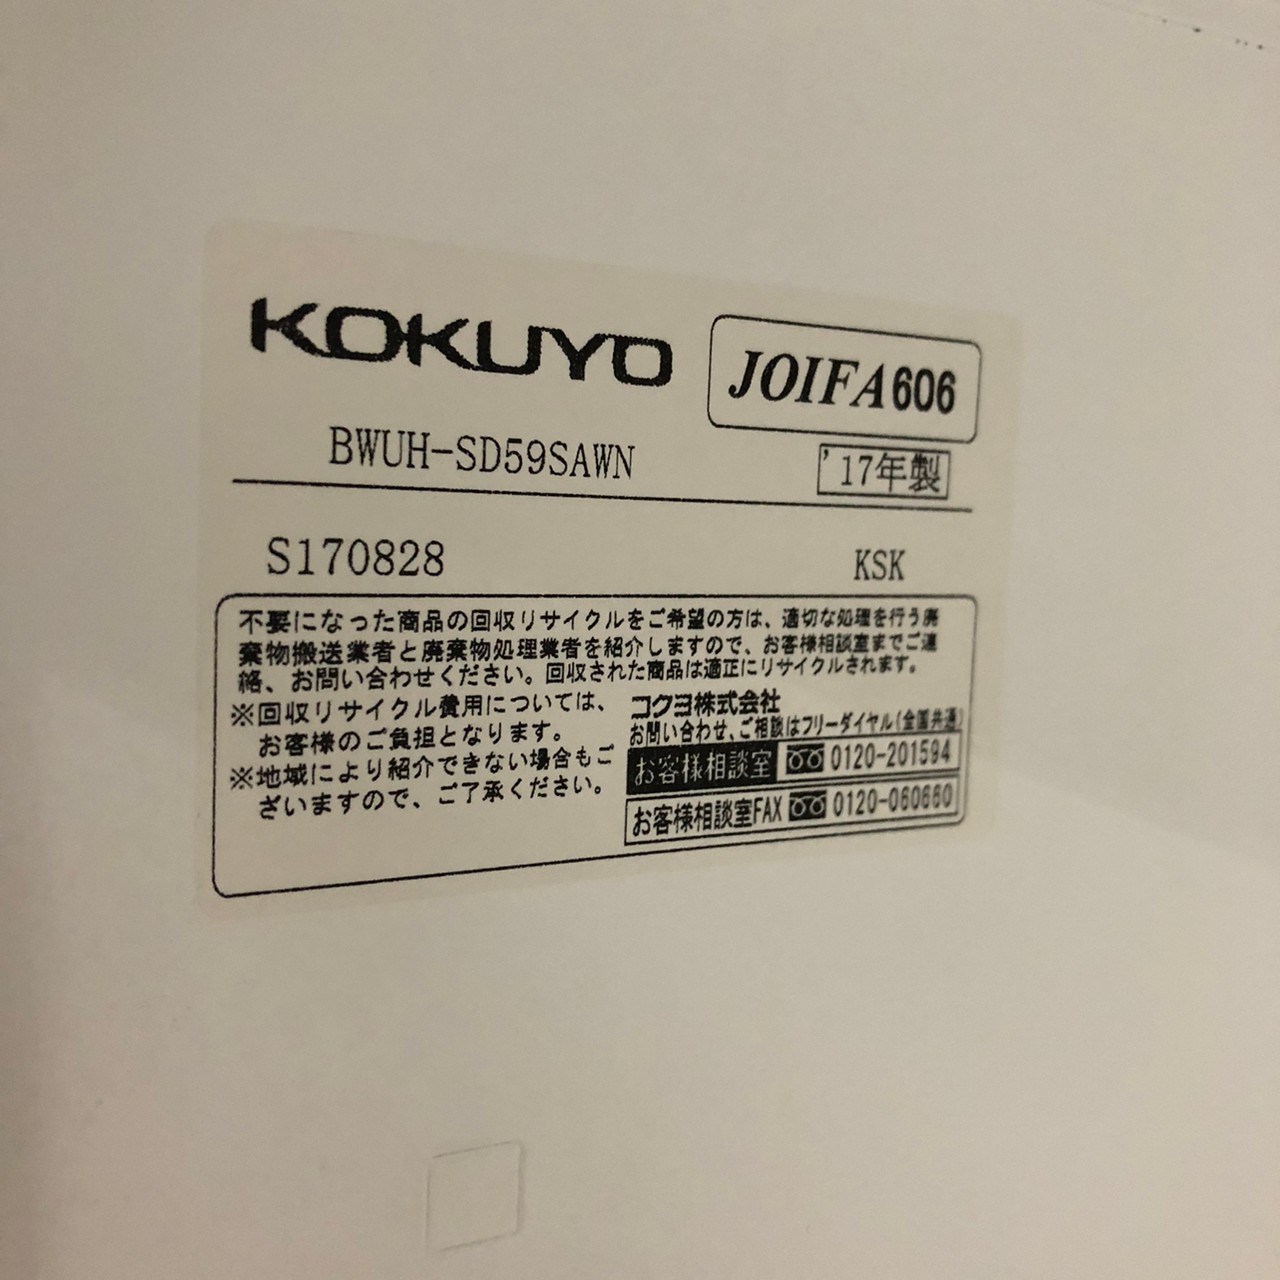 KOKUYO
JOIFA606
BWUH-SD59SAWN
'17年製
S170828
KSK
不要になった商品の回収リサイクルをご希望の方は、適切な処理を行う廃
棄物搬送業者と廃棄物処理業者を紹介しますので、お客様相談室までご連
絡、お問い合わせください。回収された商品は適正にリサイクルされます。
※回収リサイクル費用については、
お客様のご負担となります。
※地域により紹介できない場合もご
ざいますので、ご了承ください。
コクヨ株式会社
お問い合わせ、ご相談はフリーダイヤル(全国共通)
お客様相談室 0120-201594
お客様相談室FAX 0120-060660